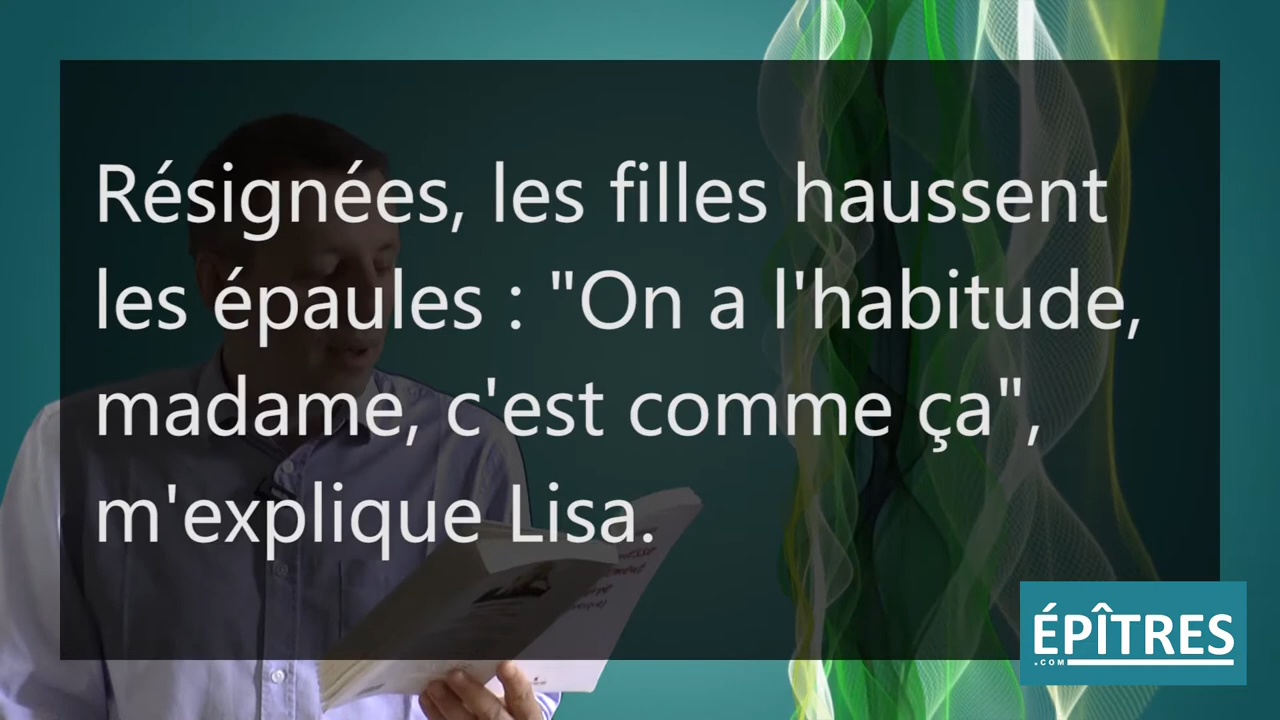 Résignées, les filles haussent
les épaules : "On a l'habitude,
madame, c'est comme ça",
m'explique Lisa.
ÉPÎTRES
.COM